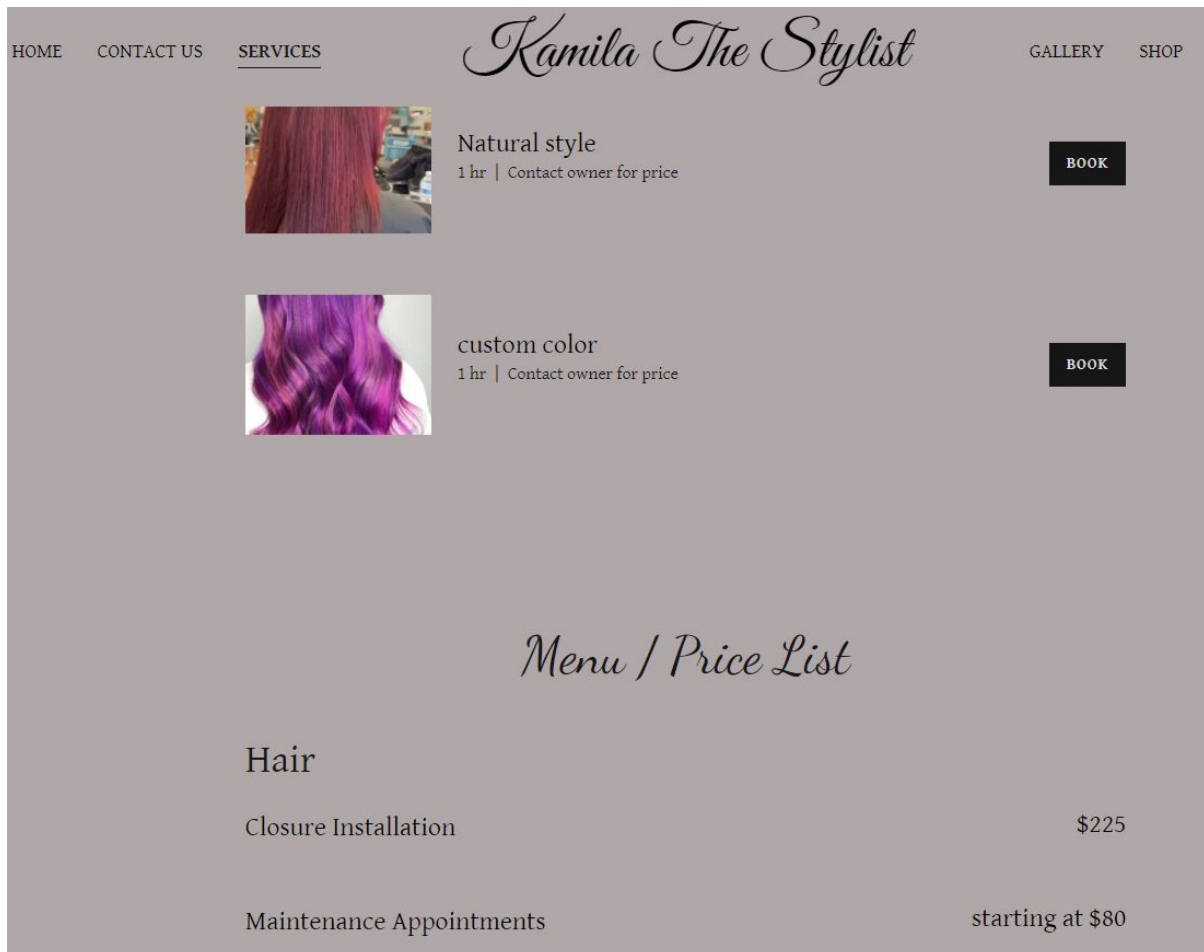 HOME CONTACT US SERVICES Kamila The Stylist GALLERY SHOP
Natural style
1 hr | Contact owner for price
BOOK
custom color
1 hr | Contact owner for price
BOOK
Menu / Price List
Hair
Closure Installation $225
Maintenance Appointments starting at $80